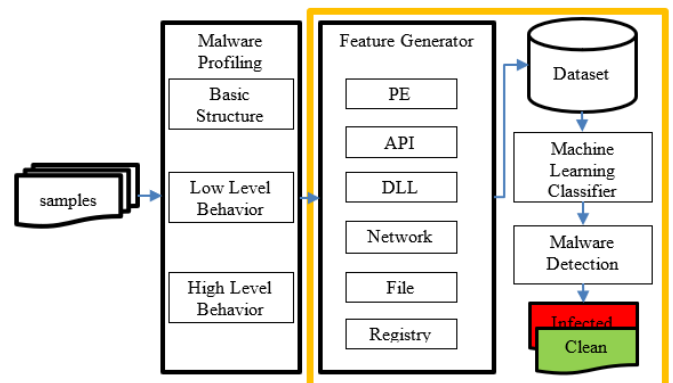 Malware
Profiling
Basic
Structure
Low Level
Behavior
High Level
Behavior
samples
Feature Generator
PE
API
DLL
Network
File
Registry
Dataset
Machine
Learning
Classifier
Malware
Detection
Infected
Clean